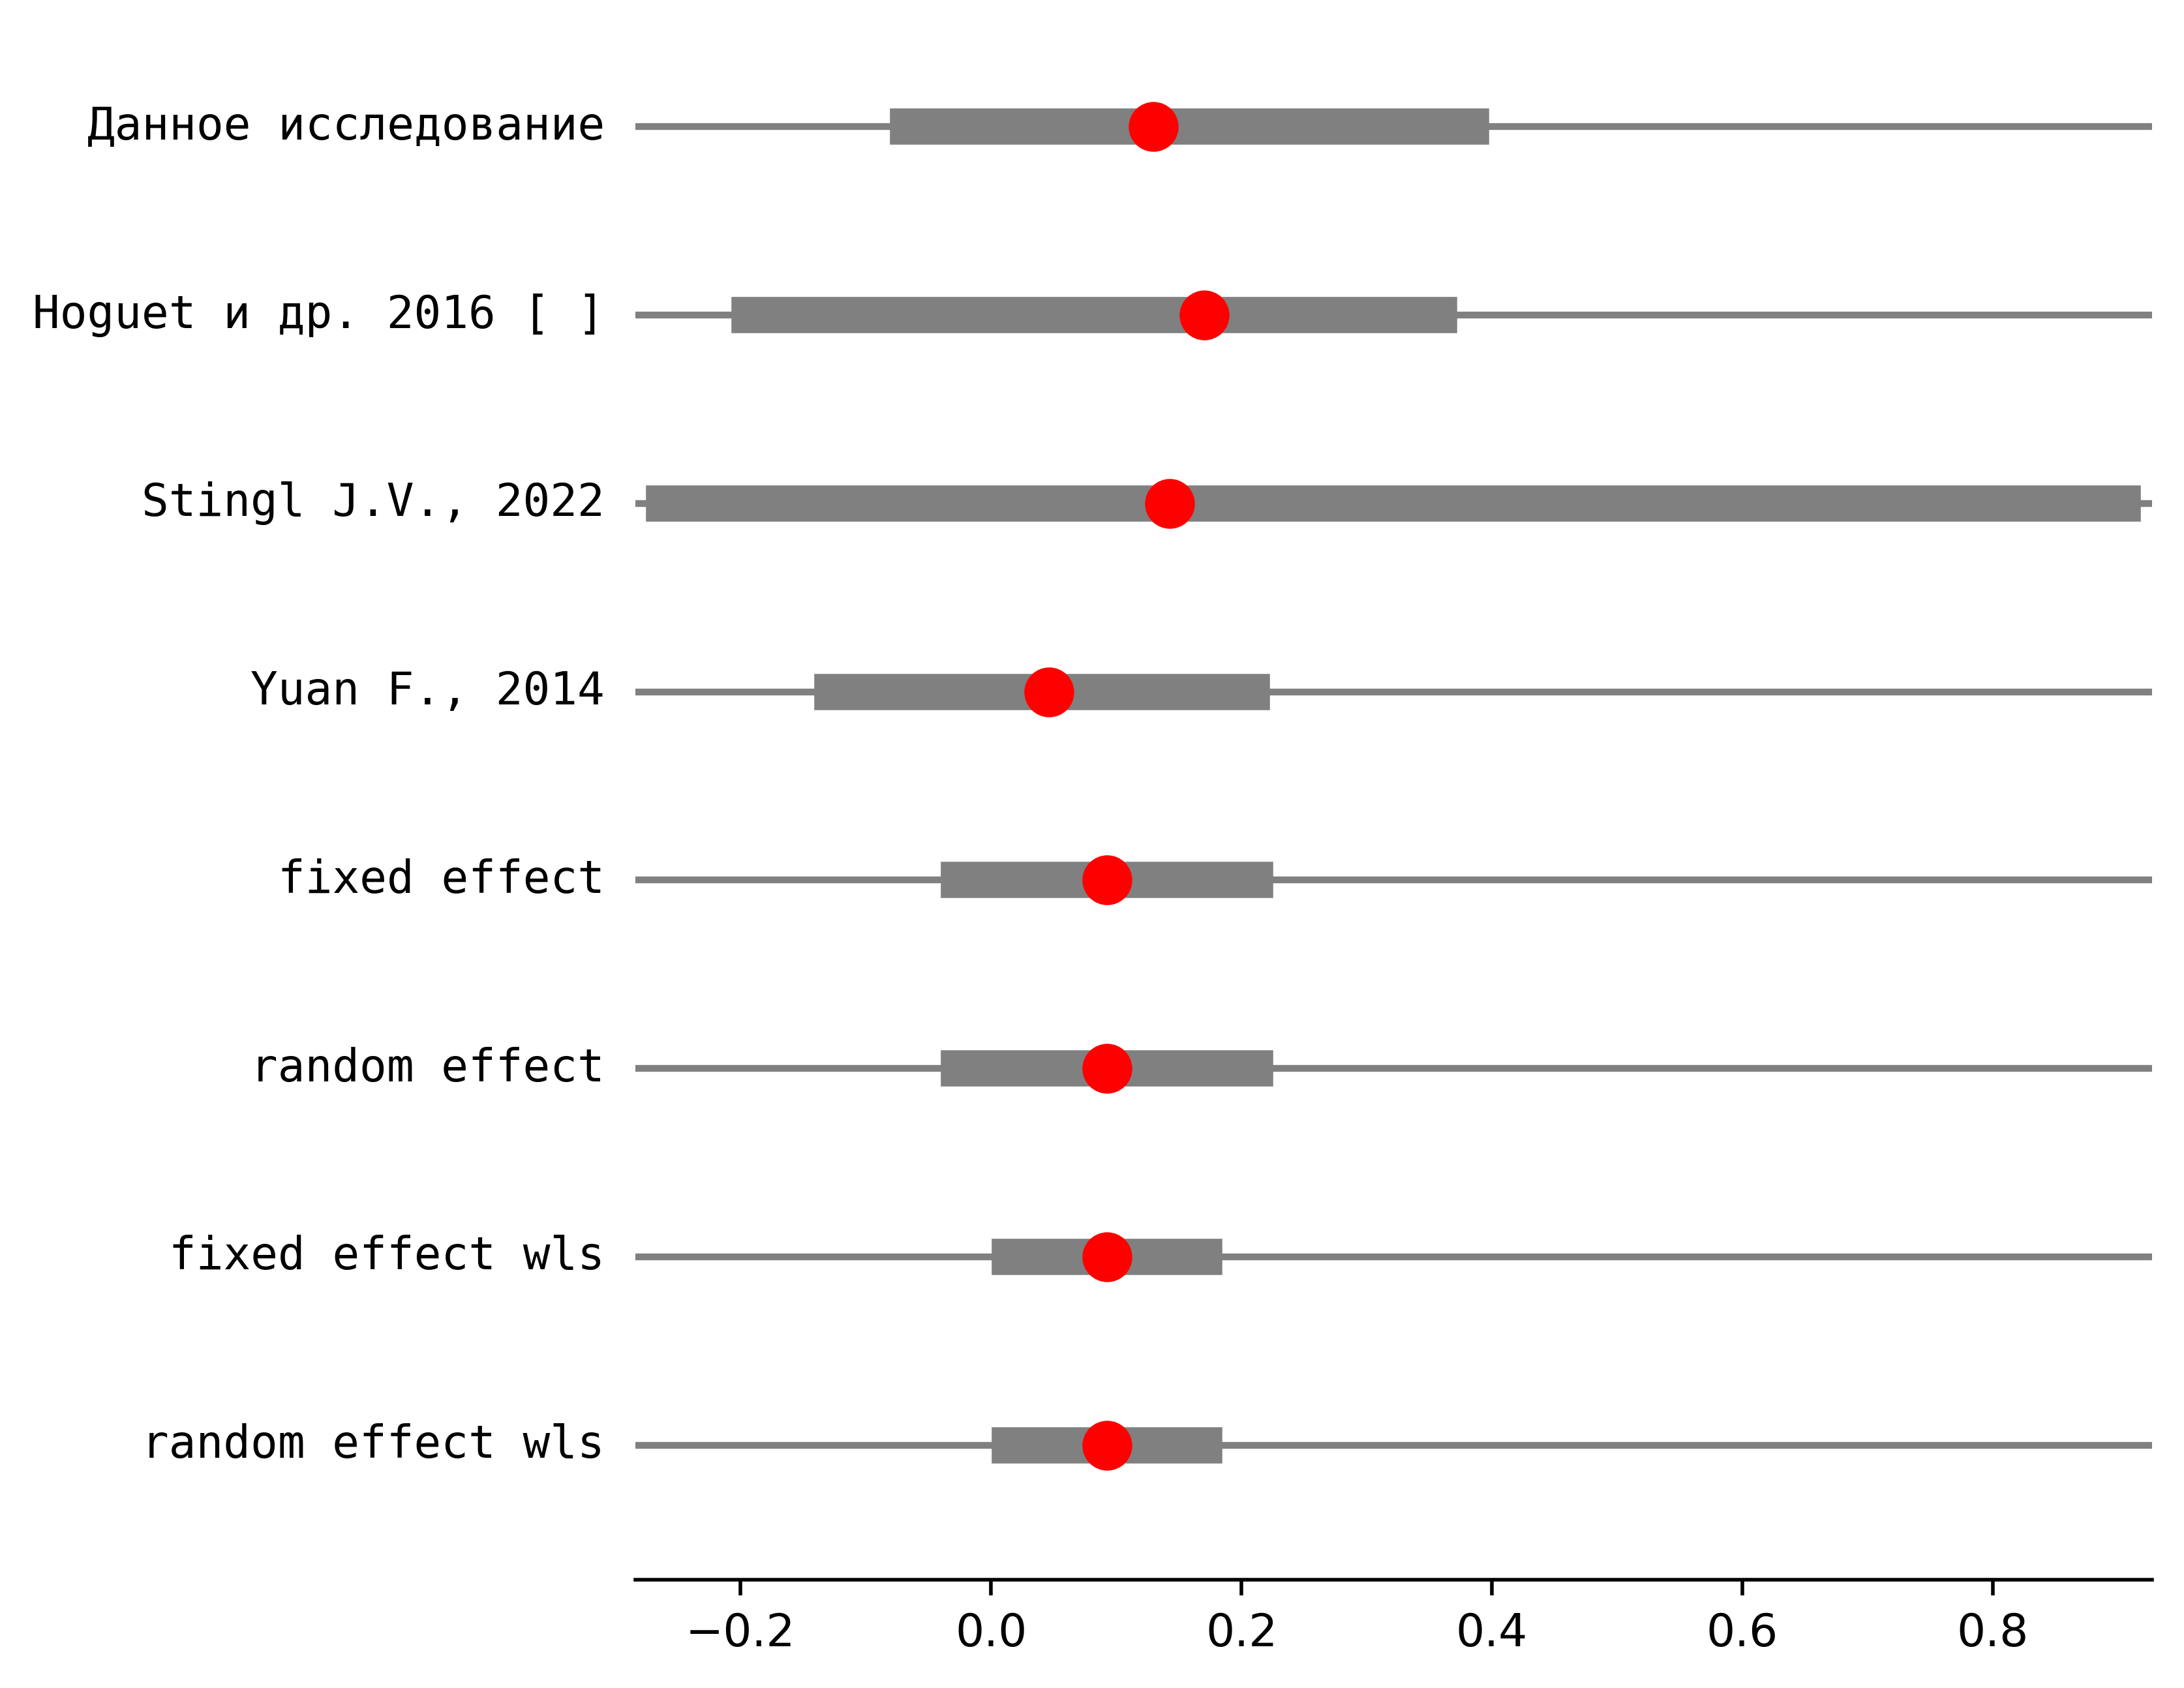 Данное исследование
Hoguet и др. 2016 [ ]
Stingl J.V., 2022
Yuan F., 2014
fixed effect
random effect
fixed effect wls
random effect wls
−0.2 0.0 0.2 0.4 0.6 0.8